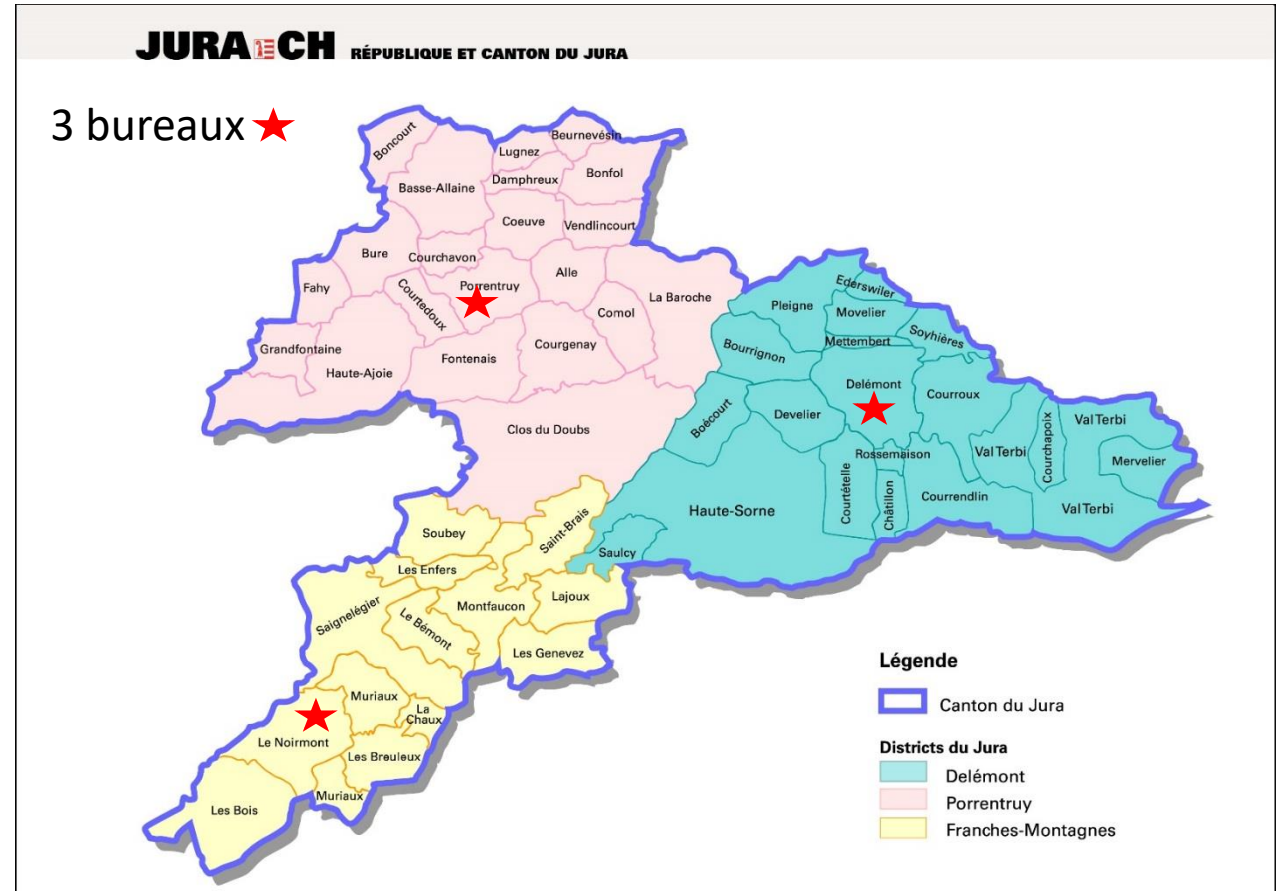 JURA CH RÉPUBLIQUE ET CANTON DU JURA
3 bureaux
Boncourt
Beurnevésin
Lugnez
Bonfol
Damphreux
Basse-Allaine
Coeuve
Vendlincourt
Bure
Courchavon
Alle
Fahy
Porrentruy
Courtedoux
La Baroche
Comol
Grandfontaine
Courgenay
Fontenais
Haute-Ajoie
Clos du Doubs
Ederswiler
Pleigne
Movelier
Soyhières
Mettembert
Bourrignon
Delémont
Courroux
Boécourt
Develier
Val Terbi
Courchapoix
Val Terbi
Rossemaison
Mervelier
Courtételle
Châtillon
Courrendlin
Haute-Sorne
Val Terbi
Saulcy
Soubey
Saint-Brais
Les Enfers
Lajoux
Montfaucon
Saignelégier
Le Bémont
Les Genevez
Muriaux
La
Chaux
Le Noirmont
Les Breuleux
Muriaux
Les Bois
Légende
Canton du Jura
Districts du Jura
Delémont
Porrentruy
Franches-Montagnes